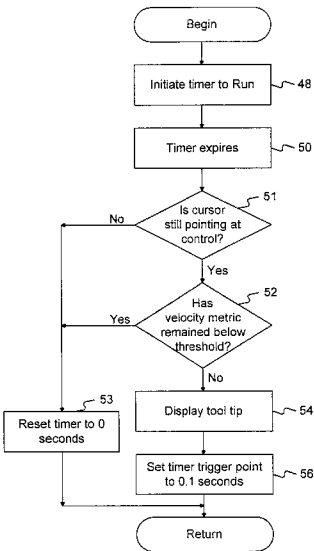 Begin
Initiate timer to Run
48
Timer expires
50
51
Is cursor
still pointing at
control?
No
Yes
52
Has
velocity metric
remained below
threshold?
Yes
No
53
Reset timer to 0
seconds
Display tool tip
54
Set timer trigger point
to 0.1 seconds
56
Return